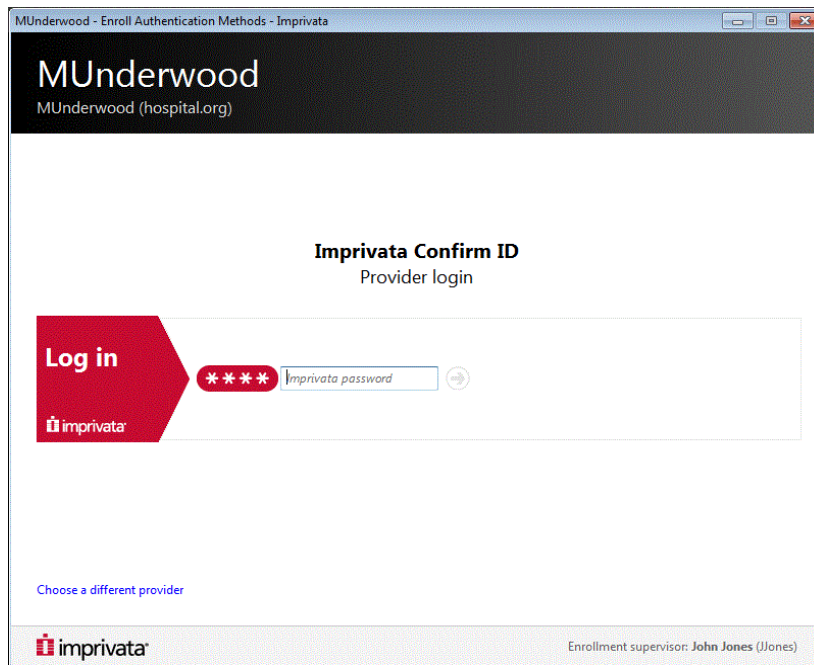 MUnderwood - Enroll Authentication Methods - Imprivata
MUnderwood
MUnderwood (hospital.org)
Imprivata Confirm ID
Provider login
Log in
**** Imprivata password
imprivata
Choose a different provider
imprivata
Enrollment supervisor: John Jones (JJones)